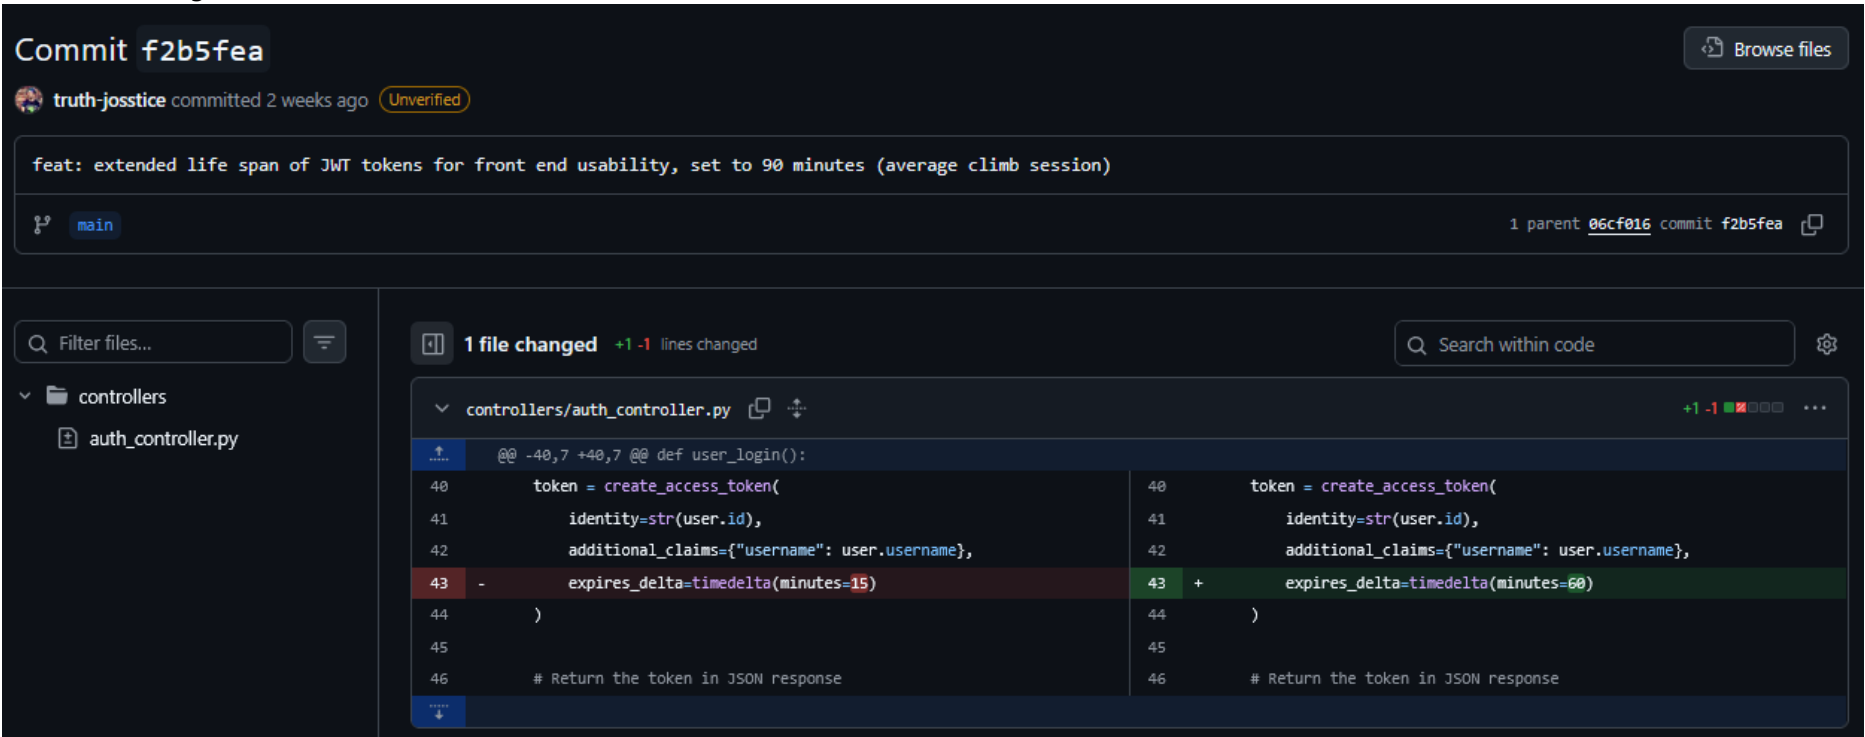 Commit f2b5fea
Browse files
truth-josstice committed 2 weeks ago Unverified
feat: extended life span of JWT tokens for front end usability, set to 90 minutes (average climb session)
main
1 parent 06cf016 commit f2b5fea
Filter files...
1 file changed +1 -1 lines changed
Search within code
controllers
auth_controller.py
controllers/auth_controller.py
+1 -1
@@ -40,7 +40,7 @@ def user_login():
40 token = create_access_token(
41 identity=str(user.id),
42 additional_claims={"username": user.username},
43 - expires_delta=timedelta(minutes=15)
44 )
45
46 # Return the token in JSON response
40 token = create_access_token(
41 identity=str(user.id),
42 additional_claims={"username": user.username},
43 + expires_delta=timedelta(minutes=60)
44 )
45
46 # Return the token in JSON response